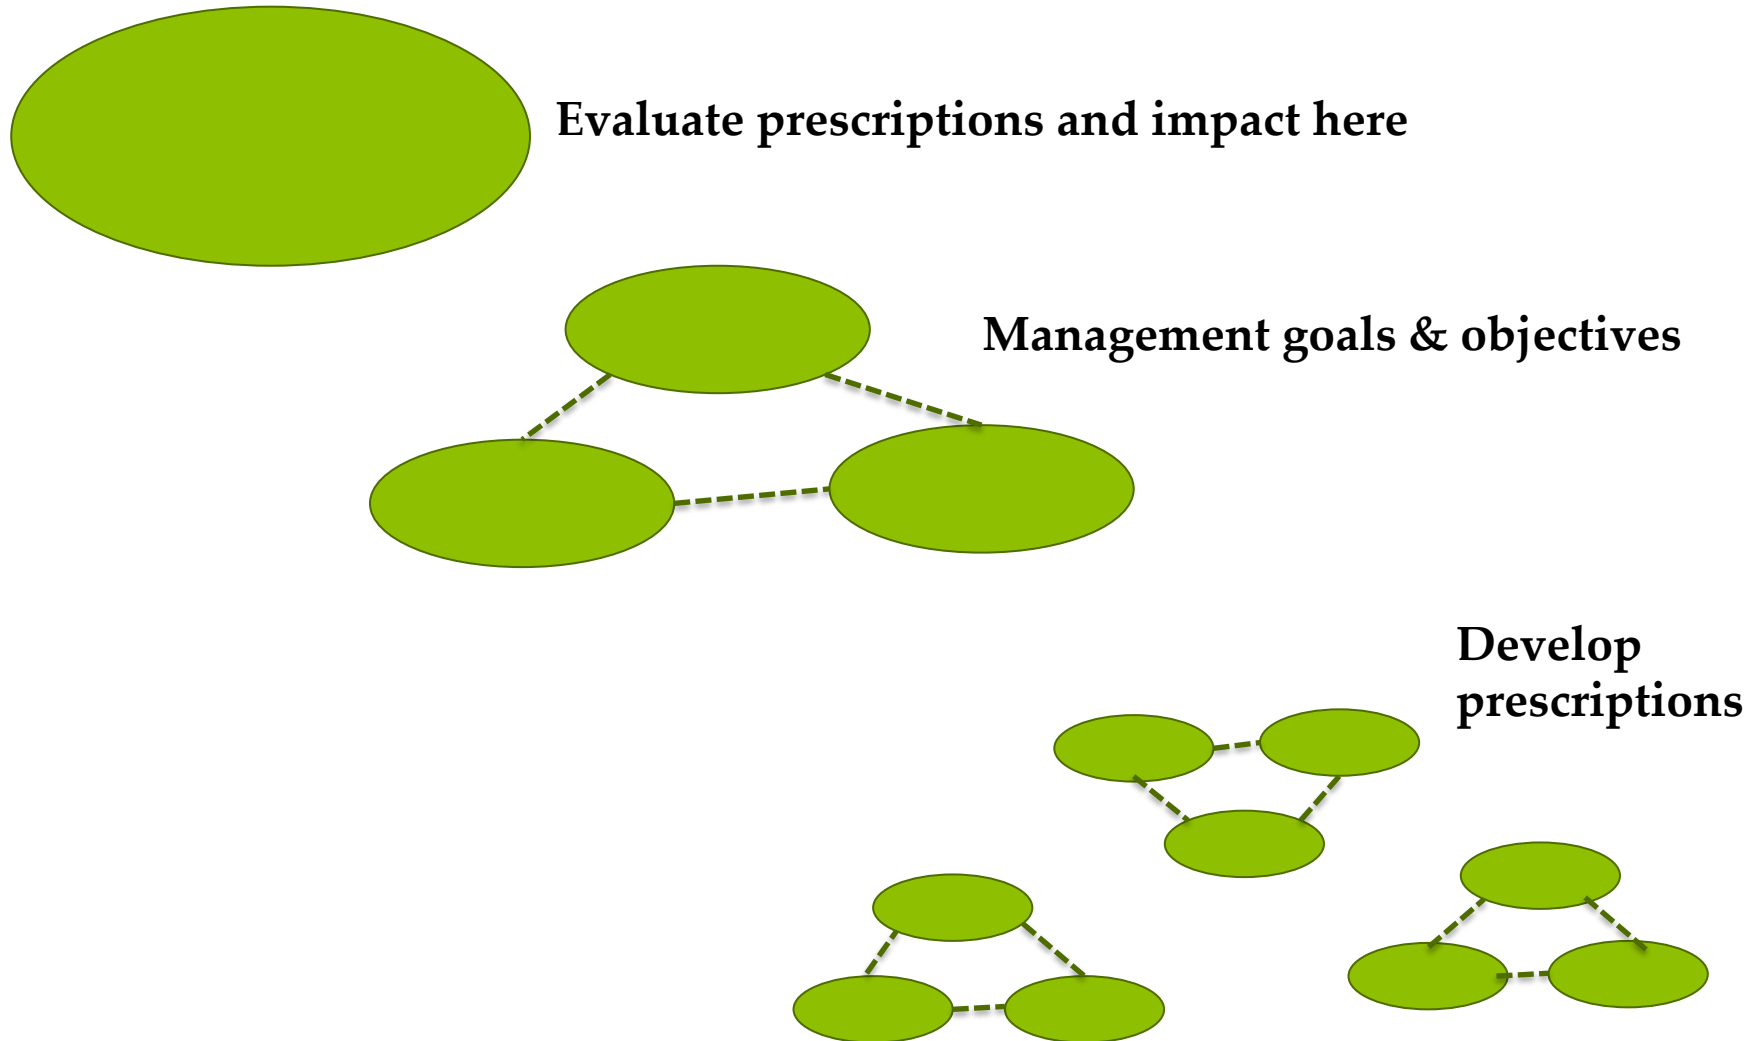 Evaluate prescriptions and impact here
Management goals & objectives
Develop
prescriptions